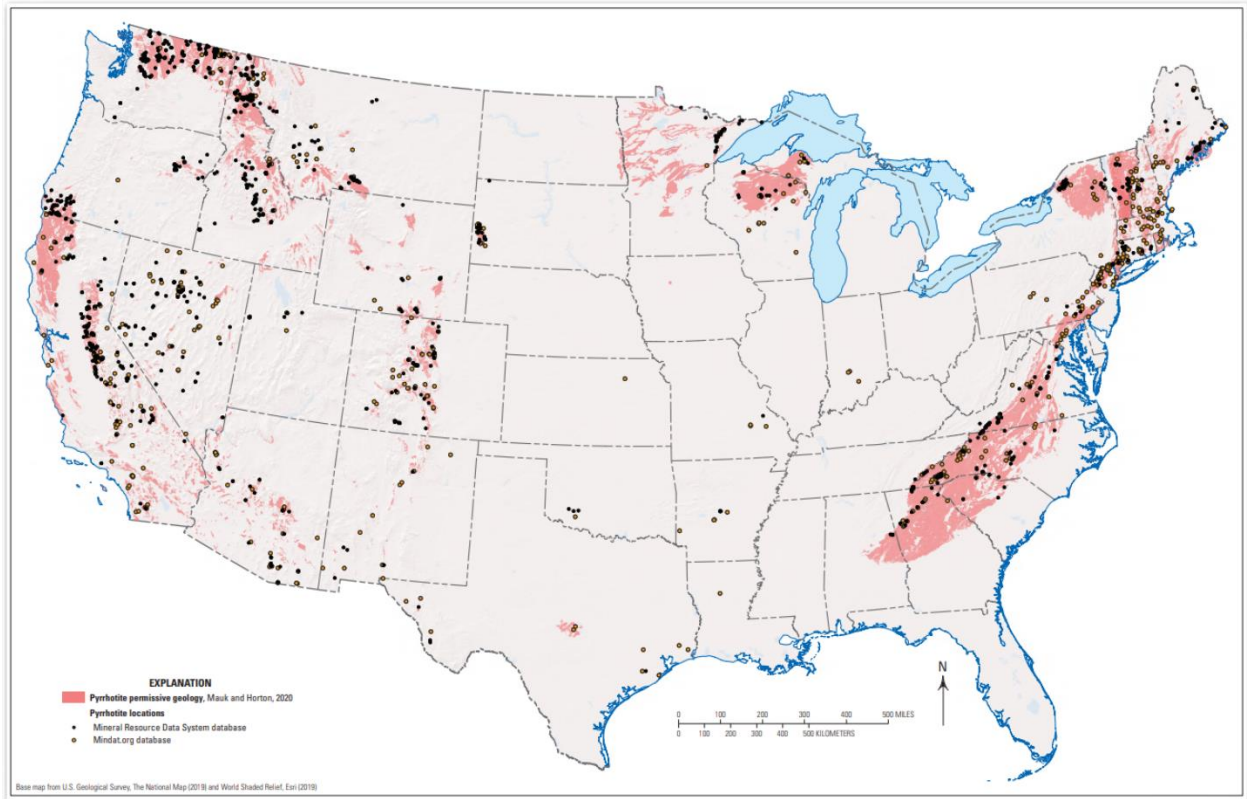 N
0 100 200 300 400 500 MILES
0 100 200 300 400 500 KILOMETERS
EXPLANATION
Pyrrhotite permissive geology, Mauk and Horton, 2020
Pyrrhotite locations
Mineral Resource Data System database
Mindat.org database
Base map from U.S. Geological Survey, The National Map (2019) and World Shaded Relief, Esri (2019)